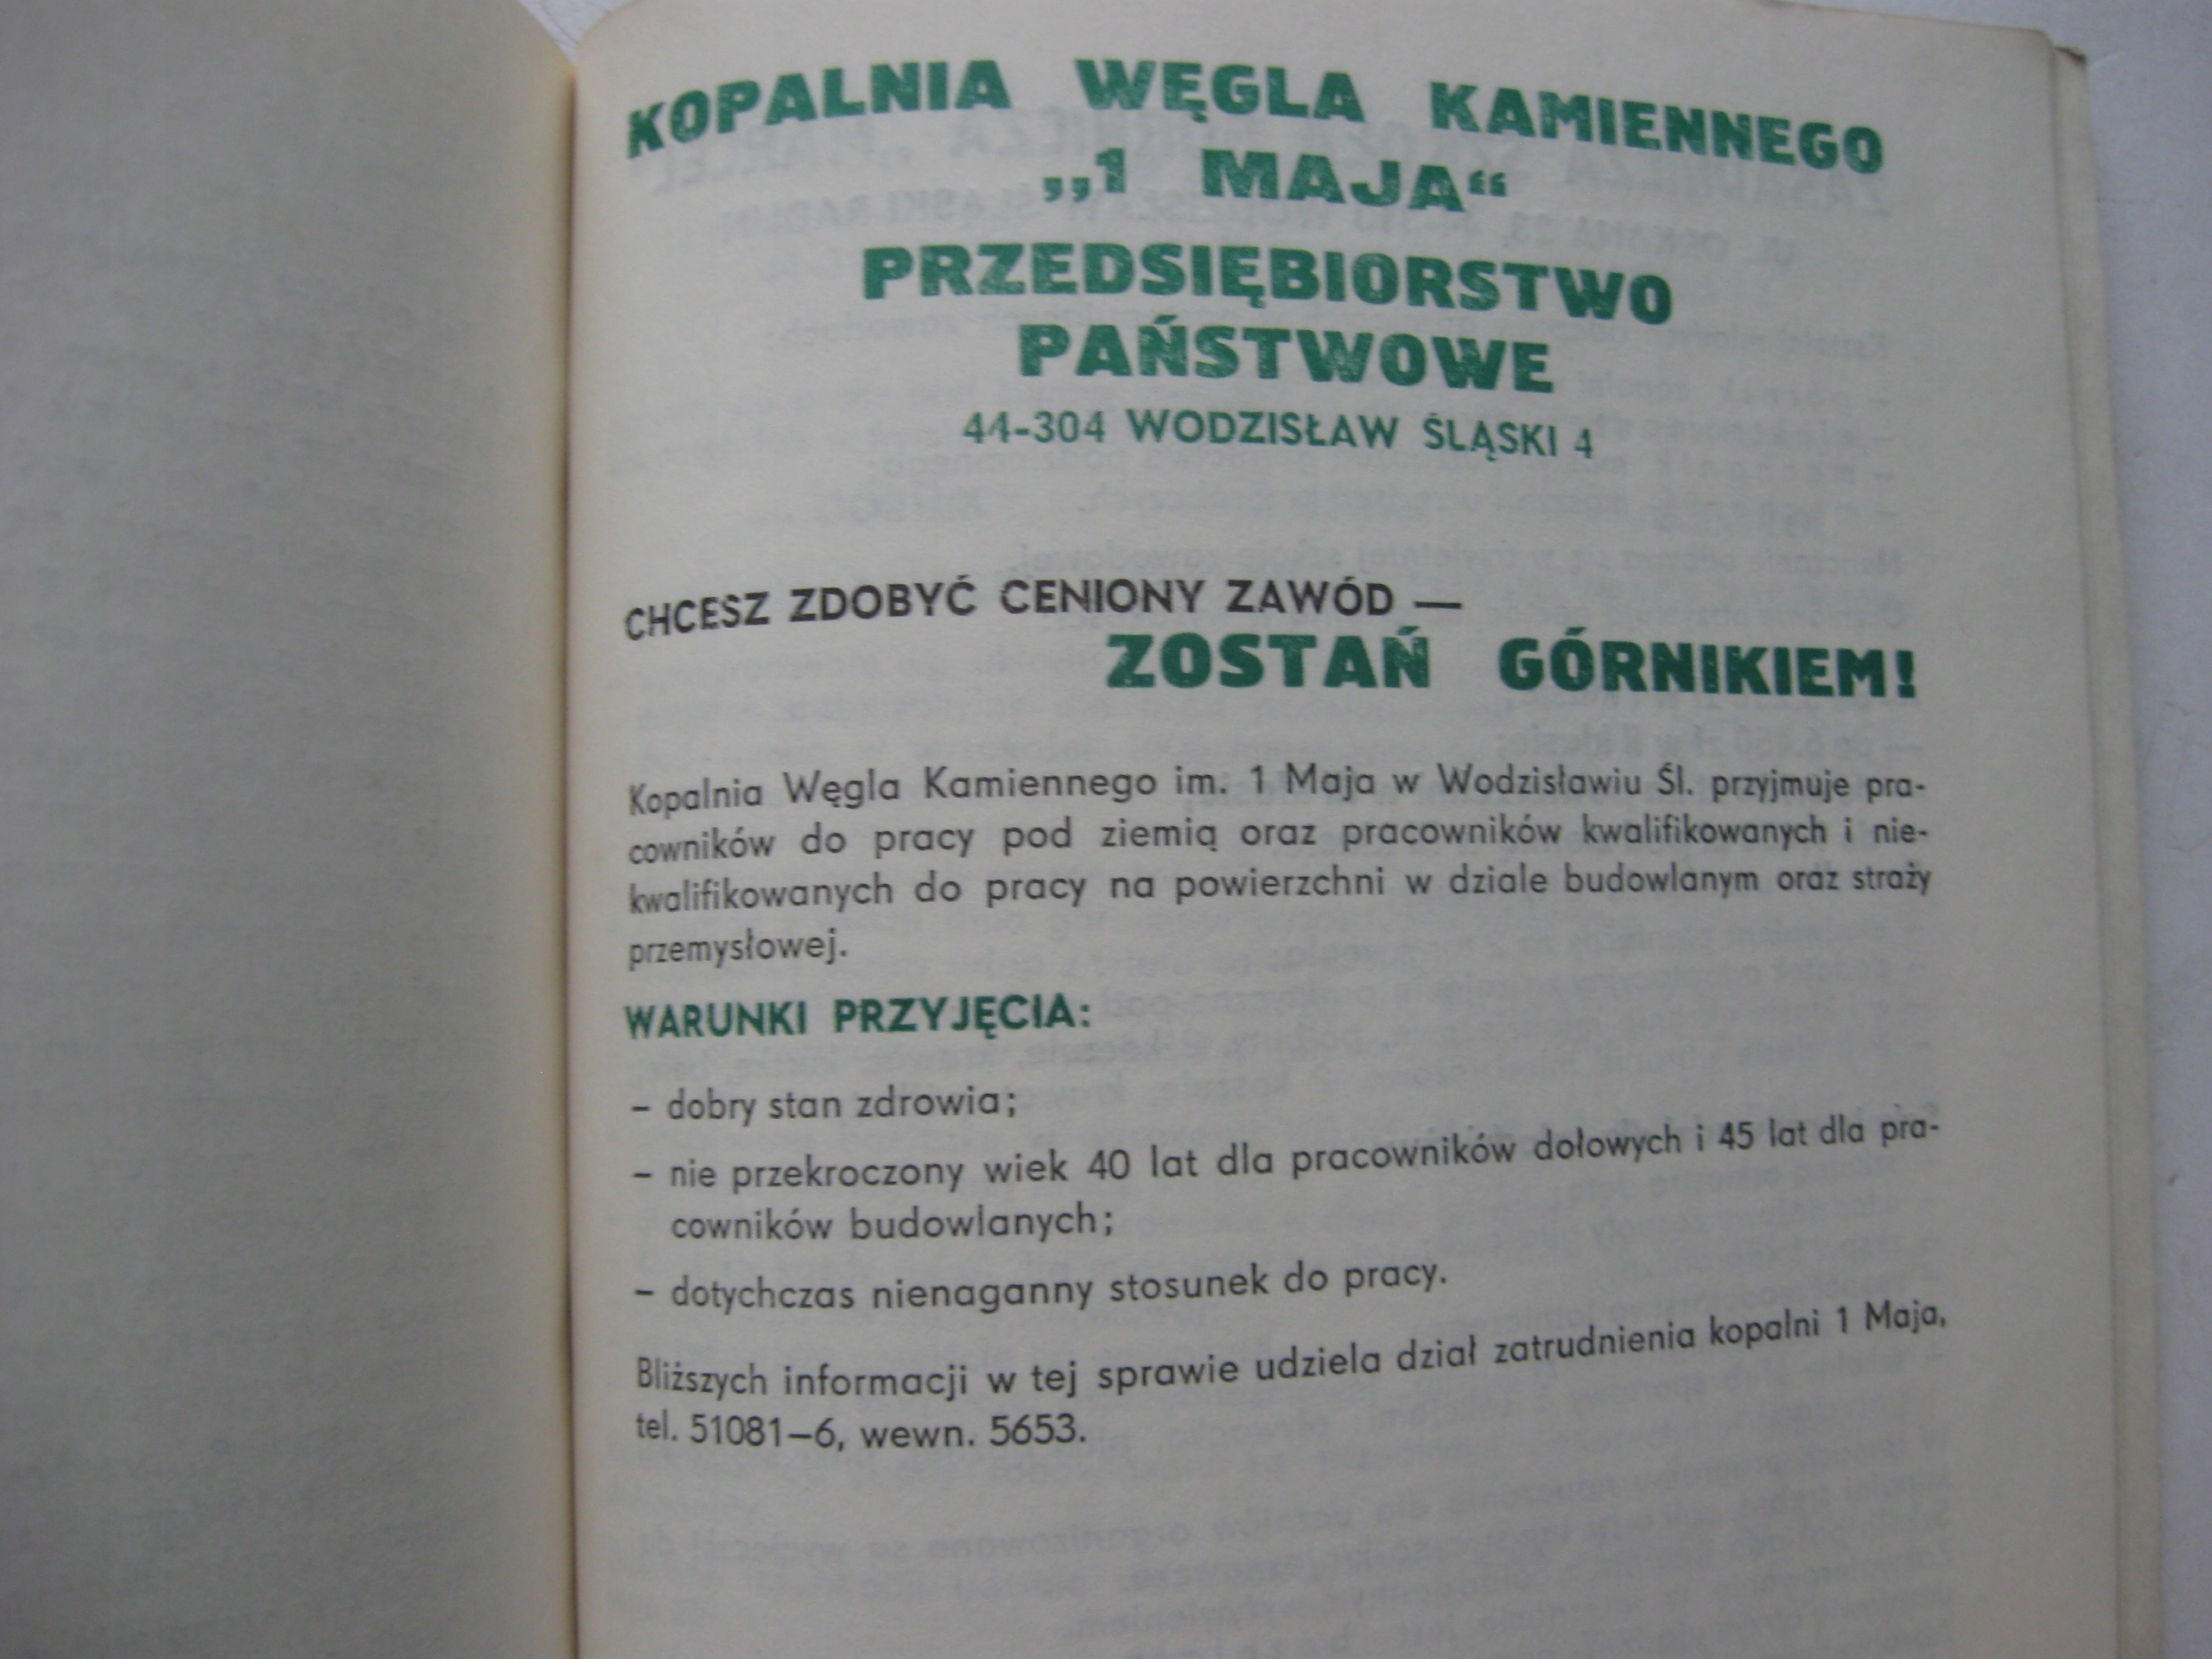 KOPALNIA WĘGLA KAMIENNEGO
„1 MAJA“
PRZEDSIĘBIORSTWO
PAŃSTWOWE
44-304 WODZISŁAW ŚLĄSKI 4
CHCESZ ZDOBYĆ CENIONY ZAWÓD —
ZOSTAŃ GÓRNIKIEM!
Kopalnia Węgla Kamiennego im. 1 Maja w Wodzisławiu Śl. przyjmuje pra-
cowników do pracy pod ziemią oraz pracowników kwalifikowanych i nie-
kwalifikowanych do pracy na powierzchni w dziale budowlanym oraz straży
przemysłowej.
WARUNKI PRZYJĘCIA:
– dobry stan zdrowia;
– nie przekroczony wiek 40 lat dla pracowników dołowych i 45 lat dla pra-
cowników budowlanych;
– dotychczas nienaganny stosunek do pracy.
Bliższych informacji w tej sprawie udziela dział zatrudnienia kopalni 1 Maja,
tel. 51081–6, wewn. 5653.